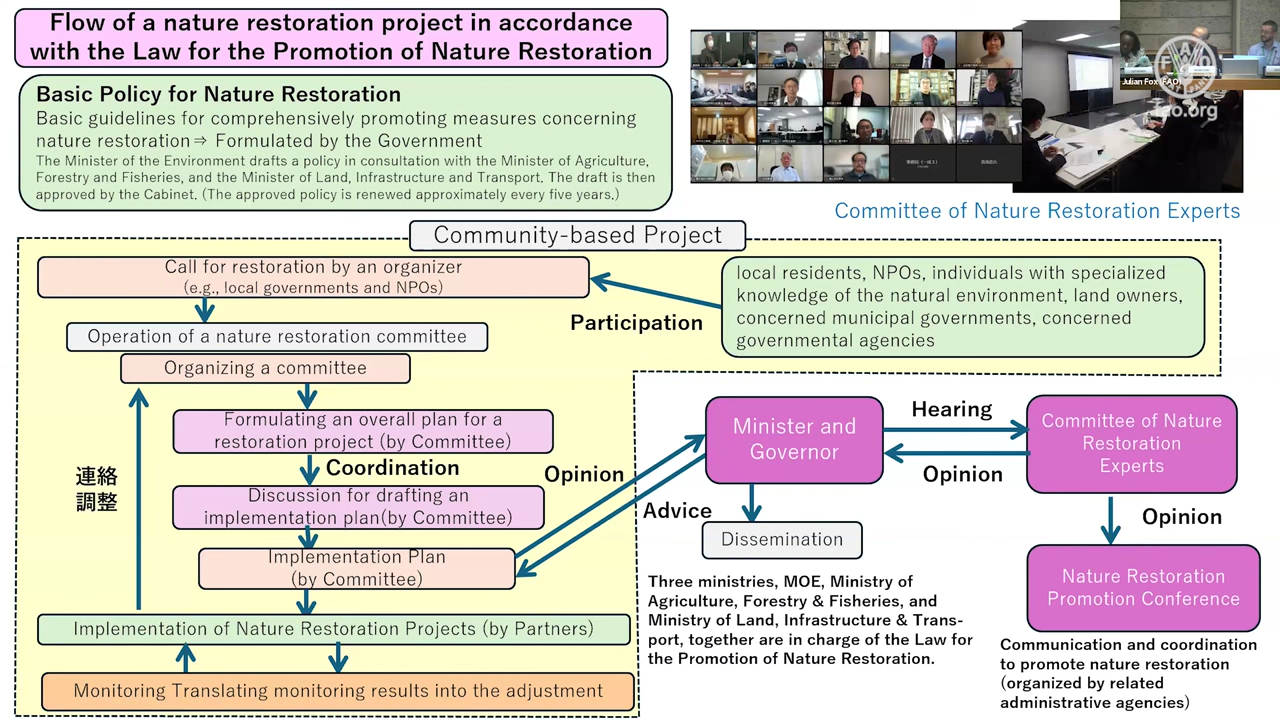 Flow of a nature restoration project in accordance
with the Law for the Promotion of Nature Restoration
Basic Policy for Nature Restoration
Basic guidelines for comprehensively promoting measures concerning
nature restoration⇒ Formulated by the Government
The Minister of the Environment drafts a policy in consultation with the Minister of Agriculture,
Forestry and Fisheries, and the Minister of Land, Infrastructure and Transport. The draft is then
approved by the Cabinet. (The approved policy is renewed approximately every five years.)
Julian Fox (FAO)
FAO
fao.org
Committee of Nature Restoration Experts
Community-based Project
Call for restoration by an organizer
(e.g., local governments and NPOs)
Participation
local residents, NPOs, individuals with specialized
knowledge of the natural environment, land owners,
concerned municipal governments, concerned
governmental agencies
Operation of a nature restoration committee
Organizing a committee
Formulating an overall plan for a
restoration project (by Committee)
Coordination
Discussion for drafting an
implementation plan(by Committee)
Implementation Plan
(by Committee)
連絡
調整
Implementation of Nature Restoration Projects (by Partners)
Monitoring Translating monitoring results into the adjustment
Opinion
Advice
Minister and
Governor
Hearing
Opinion
Committee of Nature
Restoration
Experts
Dissemination
Opinion
Nature Restoration
Promotion Conference
Three ministries, MOE, Ministry of
Agriculture, Forestry & Fisheries, and
Ministry of Land, Infrastructure & Trans-
port, together are in charge of the Law for
the Promotion of Nature Restoration.
Communication and coordination
to promote nature restoration
(organized by related
administrative agencies)